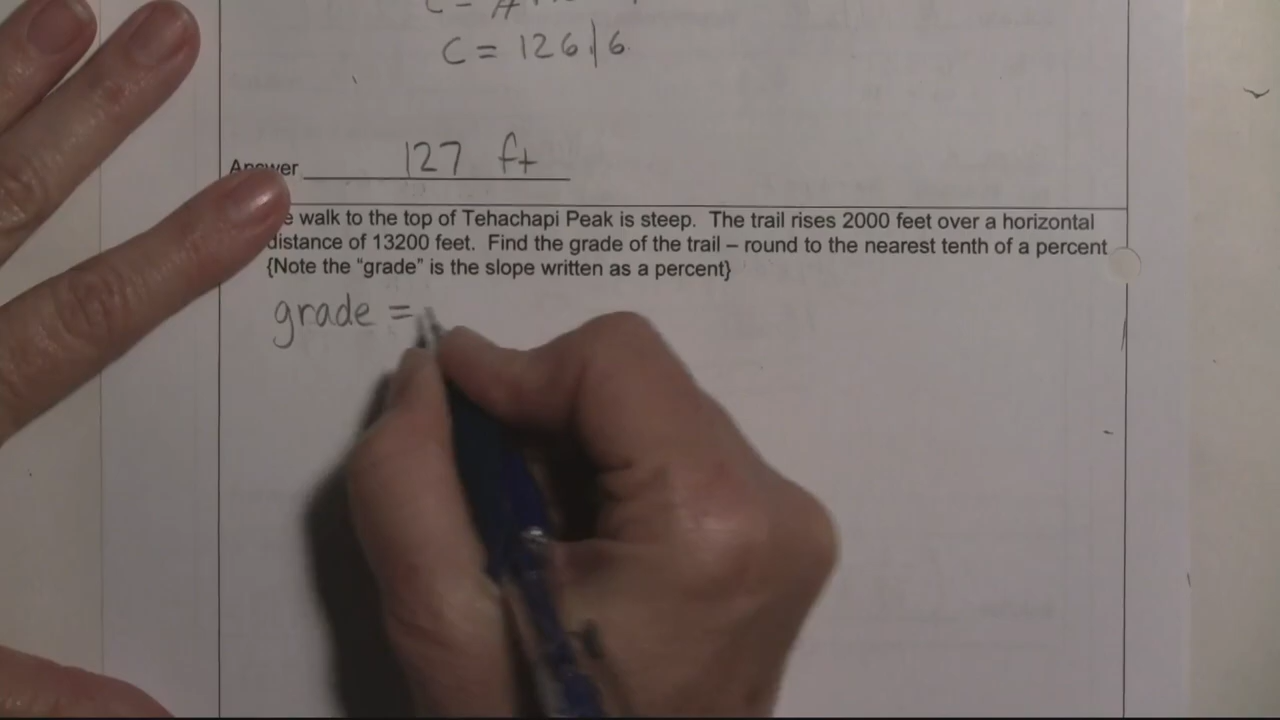 C = 126.16
Answer 127 ft
walk to the top of Tehachapi Peak is steep. The trail rises 2000 feet over a horizontal
distance of 13200 feet. Find the grade of the trail – round to the nearest tenth of a percent
{Note the “grade” is the slope written as a percent}
grade =